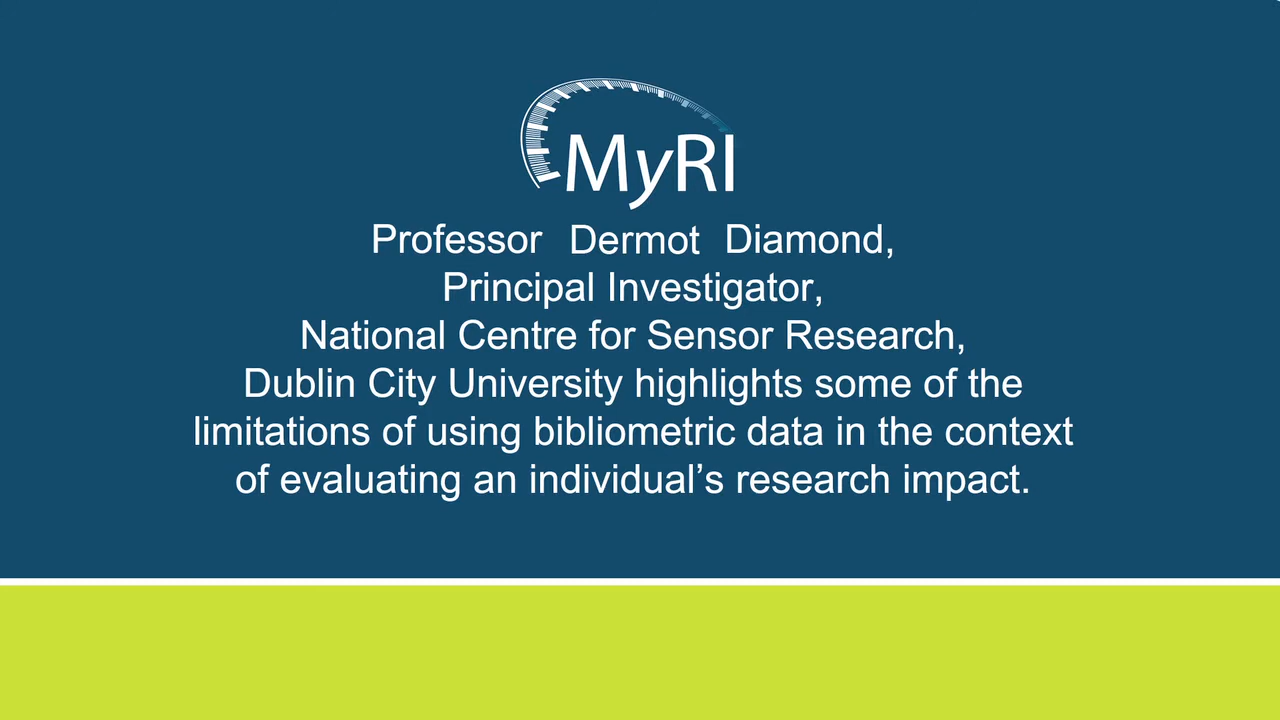 MyRI
Professor Dermot Diamond,
Principal Investigator,
National Centre for Sensor Research,
Dublin City University highlights some of the
limitations of using bibliometric data in the context
of evaluating an individual’s research impact.